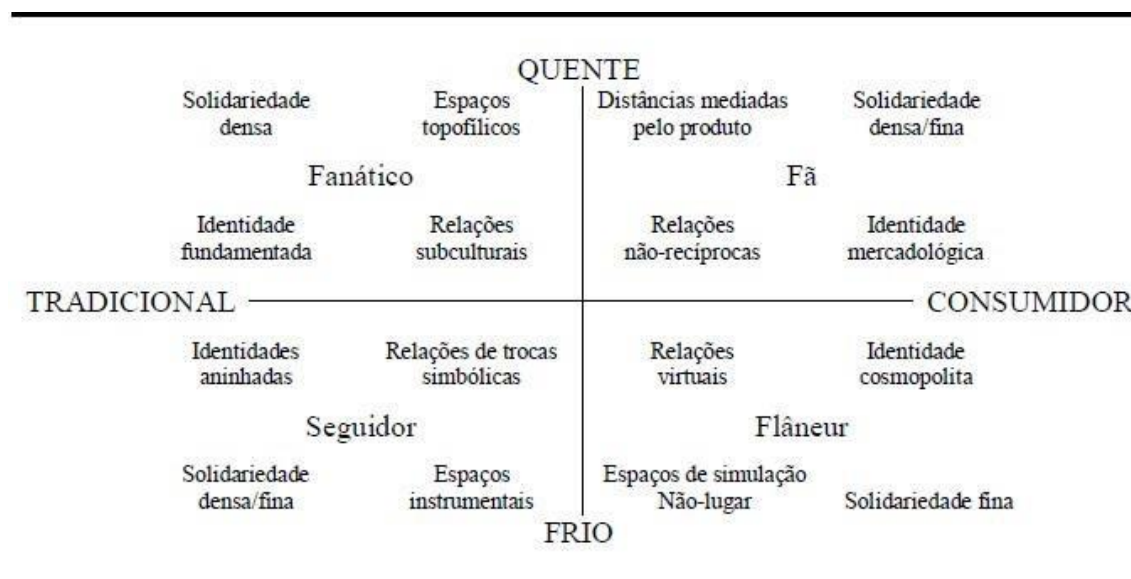 QUENTE
Solidariedade
densa
Espaços
topofílicos
Distâncias mediadas
pelo produto
Solidariedade
densa/fina
Fanático
Fã
Identidade
fundamentada
Relações
subculturais
Relações
não-recíprocas
Identidade
mercadológica
TRADICIONAL
CONSUMIDOR
Identidades
aninhadas
Relações de trocas
simbólicas
Relações
virtuais
Identidade
cosmopolita
Seguidor
Flâneur
Solidariedade
densa/fina
Espaços
instrumentais
Espaços de simulação
Não-lugar
Solidariedade fina
FRIO